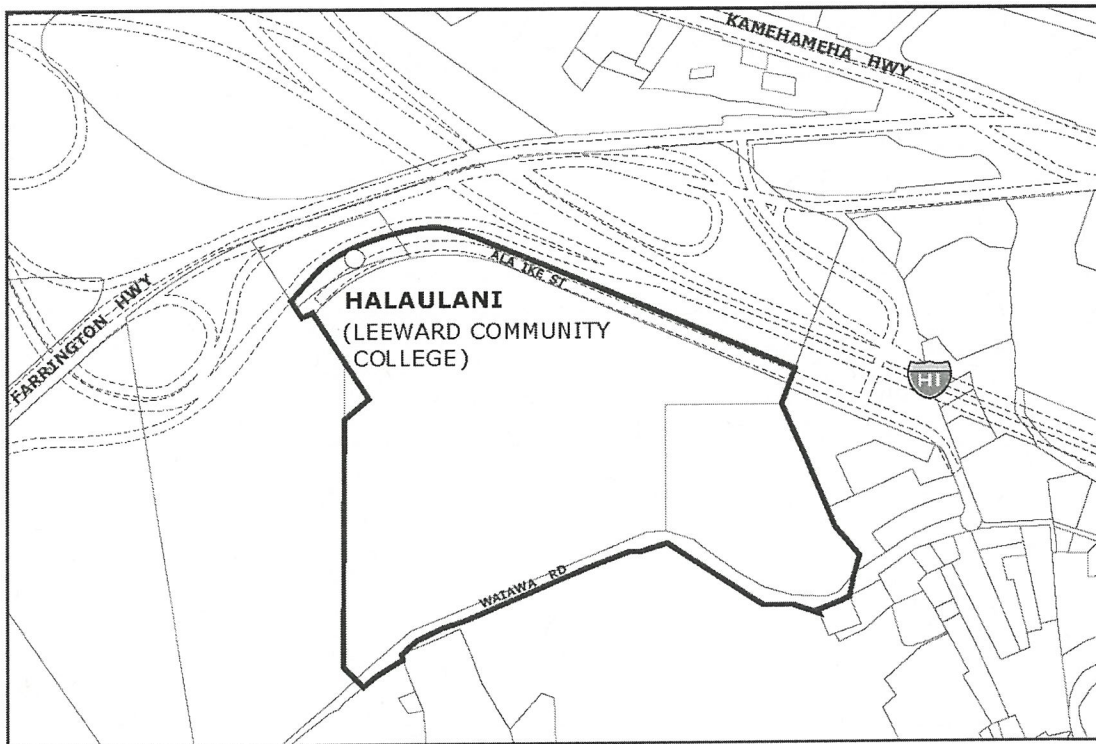 KAMEHAMEHA HWY
FARRINGTON HWY
ALA IKE ST
HALAULANI
(LEEWARD COMMUNITY
COLLEGE)
H1
WAIAWA RD